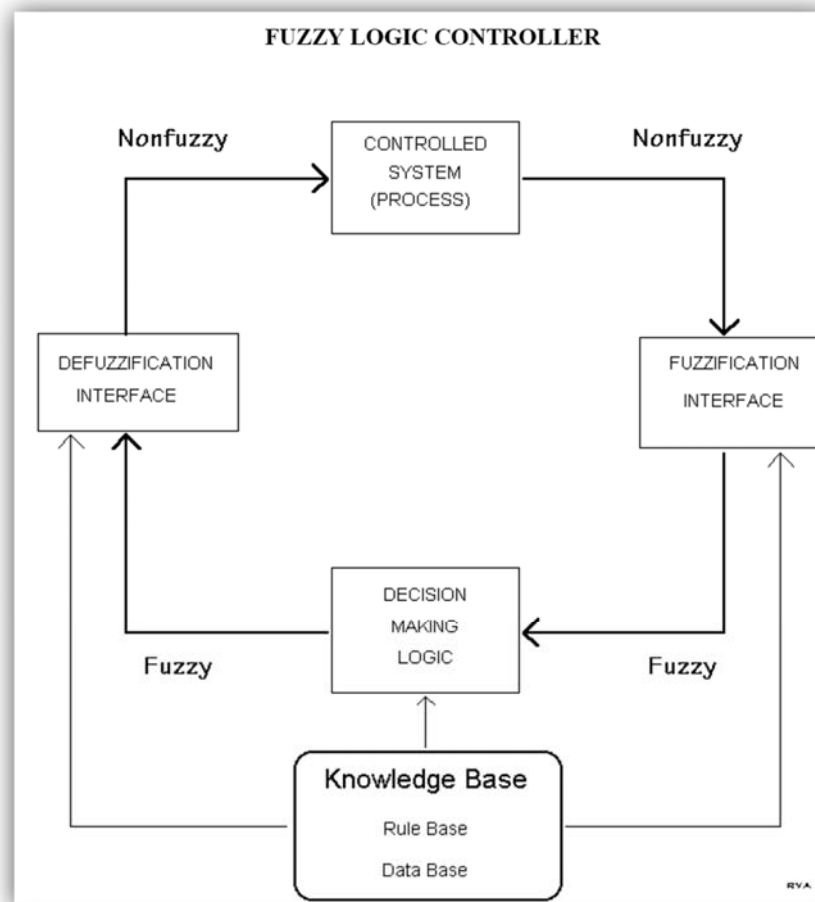 FUZZY LOGIC CONTROLLER
Nonfuzzy
CONTROLLED
SYSTEM
(PROCESS)
Nonfuzzy
DEFUZZIFICATION
INTERFACE
FUZZIFICATION
INTERFACE
DECISION
MAKING
LOGIC
Fuzzy
Fuzzy
Knowledge Base
Rule Base
Data Base
RVA